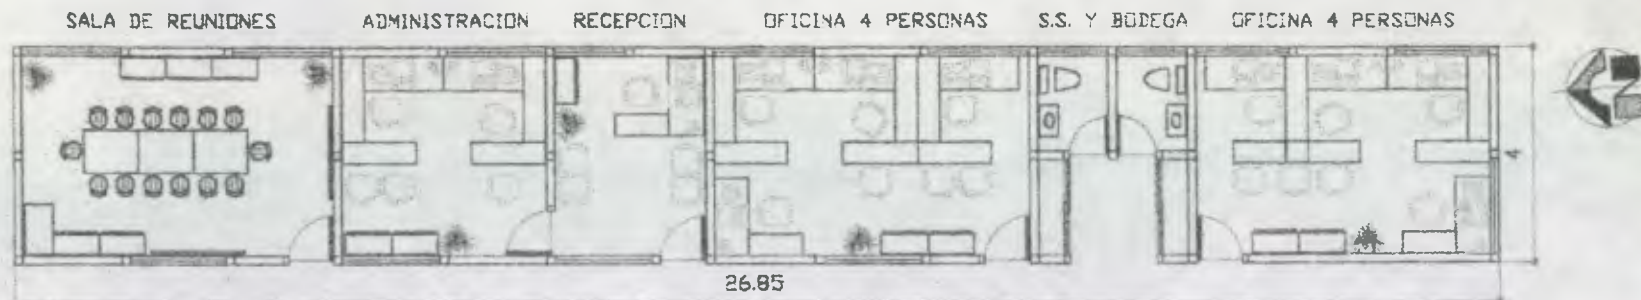 SALA DE REUNIONES
ADMINISTRACION
RECEPCION
OFICINA 4 PERSONAS
S.S. Y BODEGA
OFICINA 4 PERSONAS
4
26.85